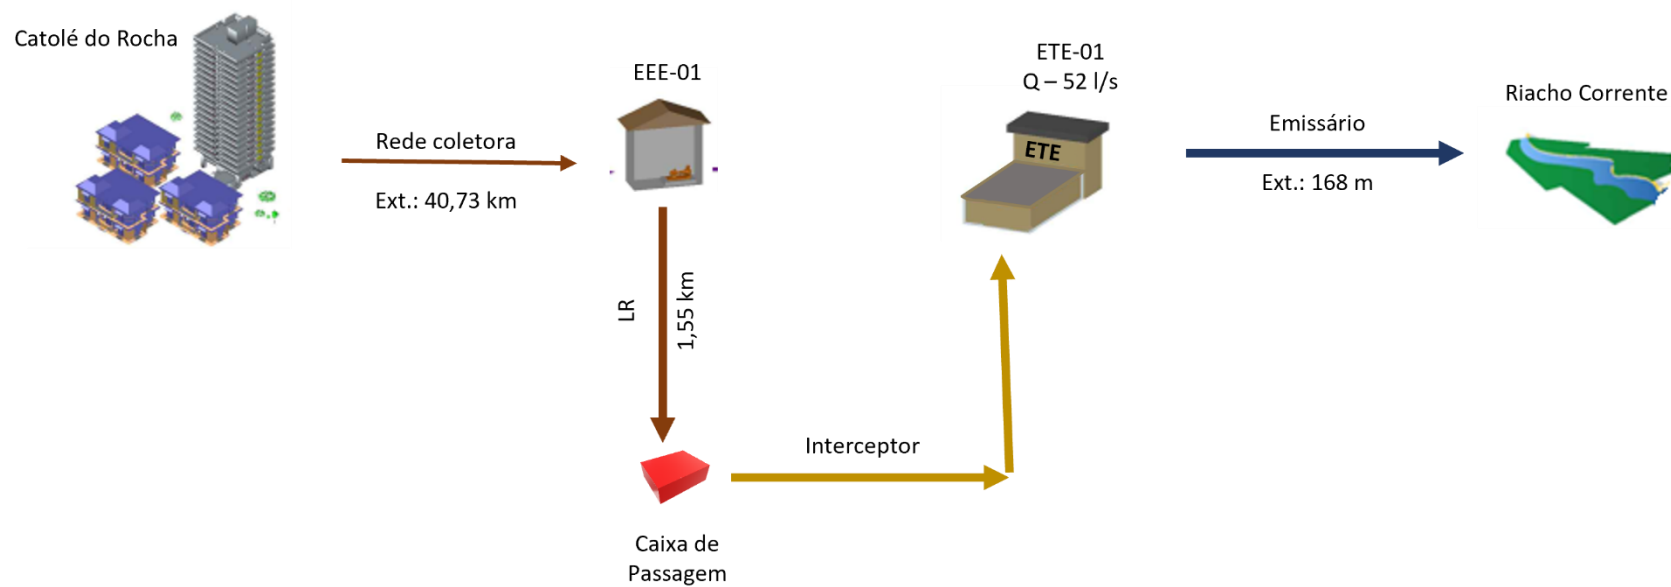 Catolé do Rocha
Rede coletora
Ext.: 40,73 km
EEE-01
LR
1,55 km
Caixa de
Passagem
Interceptor
ETE-01
Q – 52 l/s
ETE
Emissário
Ext.: 168 m
Riacho Corrente